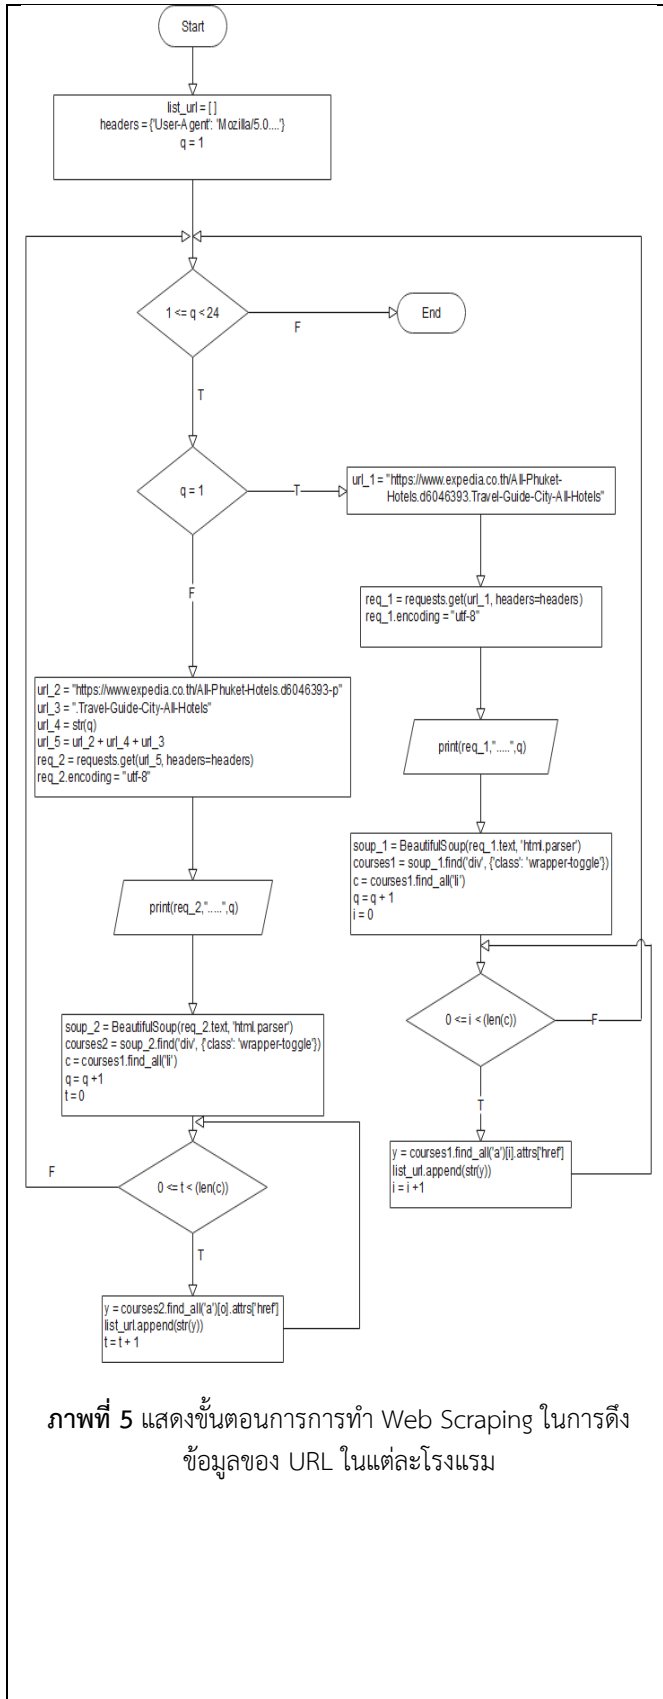 Start
list_url = [ ]
headers = {'User-Agent': 'Mozilla/5.0....'}
q = 1
1 <= q < 24
F
End
T
q = 1
T
url_1 = "https://www.expedia.co.th/All-Phuket-
Hotels.d6046393.Travel-Guide-City-All-Hotels"
F
req_1 = requests.get(url_1, headers=headers)
req_1.encoding = "utf-8"
url_2 = "https://www.expedia.co.th/All-Phuket-Hotels.d6046393-p"
url_3 = ".Travel-Guide-City-All-Hotels"
url_4 = str(q)
url_5 = url_2 + url_4 + url_3
req_2 = requests.get(url_5, headers=headers)
req_2.encoding = "utf-8"
print(req_1,".....",q)
soup_1 = BeautifulSoup(req_1.text, 'html.parser')
courses1 = soup_1.find('div', {'class': 'wrapper-toggle'})
c = courses1.find_all('li')
q = q + 1
i = 0
print(req_2,".....",q)
0 <= i < (len(c))
F
T
soup_2 = BeautifulSoup(req_2.text, 'html.parser')
courses2 = soup_2.find('div', {'class': 'wrapper-toggle'})
c = courses1.find_all('li')
q = q +1
t = 0
y = courses1.find_all('a')[i].attrs['href']
list_url.append(str(y))
i = i +1
F
0 <= t < (len(c))
T
y = courses2.find_all('a')[o].attrs['href']
list_url.append(str(y))
t = t + 1
ภาพที่ 5 แสดงขั้นตอนการการทำ Web Scraping ในการดึง
ข้อมูลของ URL ในแต่ละโรงแรม